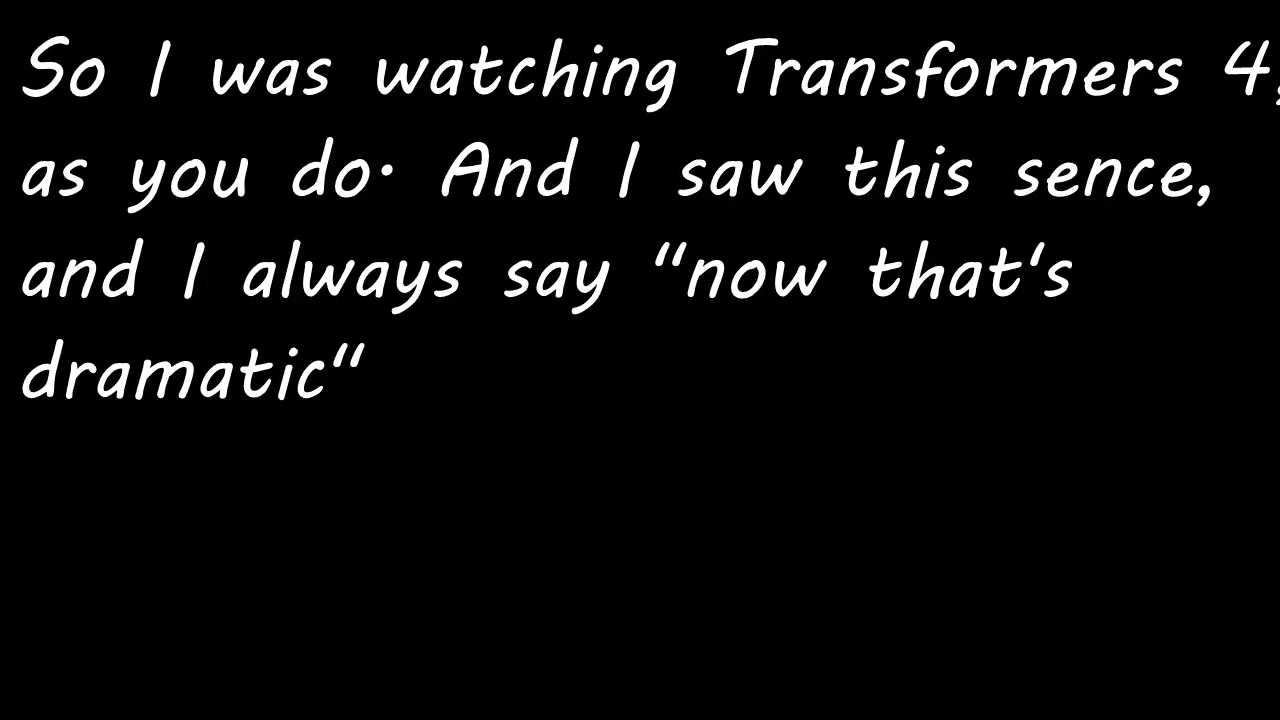 So I was watching Transformers 4,
as you do. And I saw this sence,
and I always say "now that's
dramatic"